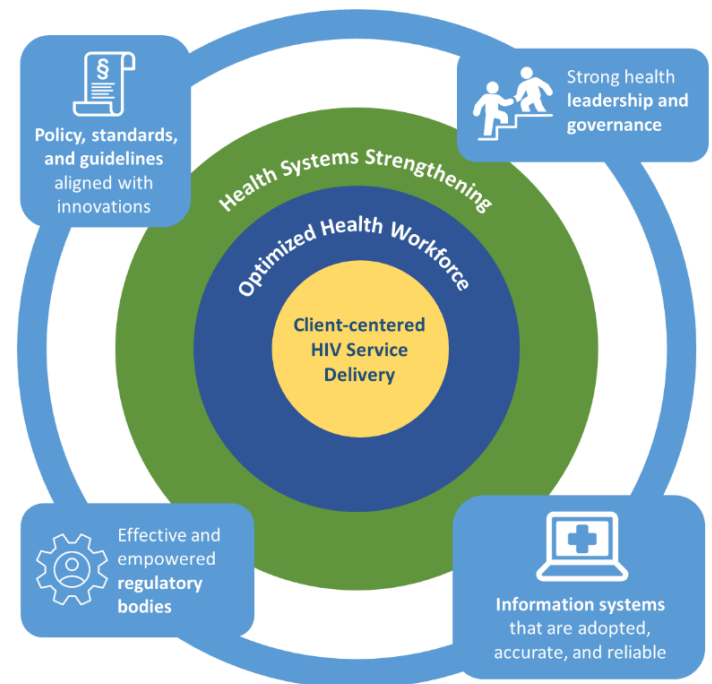 §
Policy, standards,
and guidelines
aligned with
innovations
Strong health
leadership and
governance
Health Systems Strengthening
Optimized Health Workforce
Client-centered
HIV Service
Delivery
Effective and
empowered
regulatory
bodies
Information systems
that are adopted,
accurate, and reliable